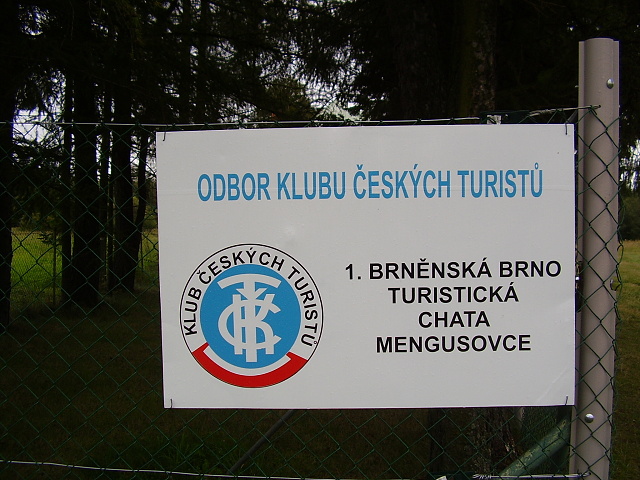 ODBOR KLUBU ČESKÝCH TURISTŮ
KLUB ČESKÝCH TURISTŮ
KČT
1. BRNĚNSKÁ BRNO
TURISTICKÁ
CHATA
MENGUSOVCE